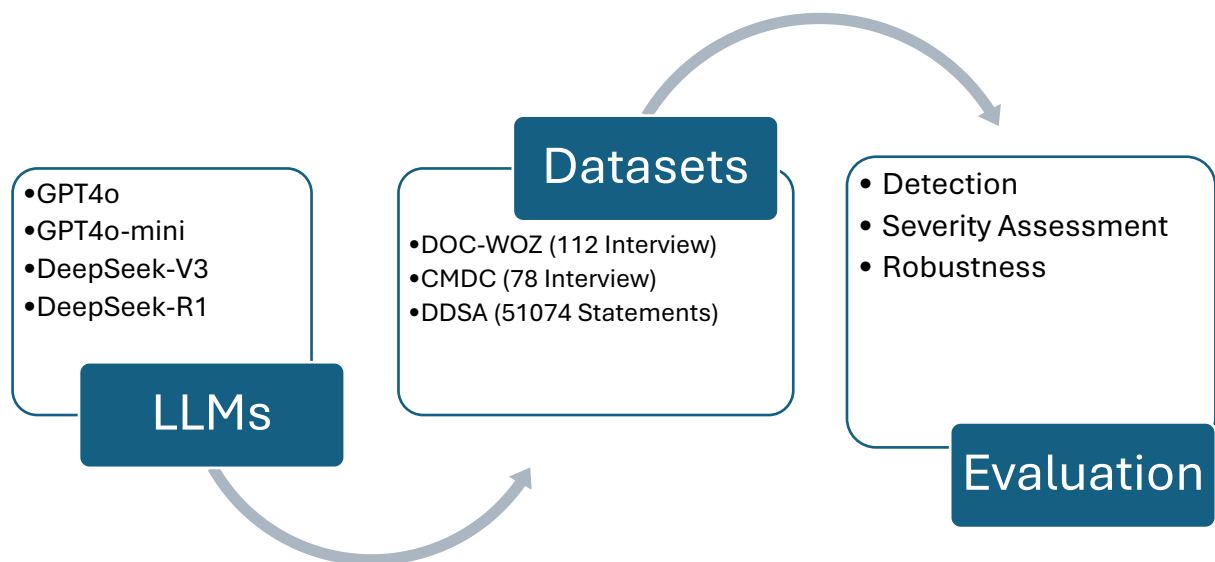 •GPT4o
•GPT4o-mini
•DeepSeek-V3
•DeepSeek-R1
LLMs
Datasets
•DOC-WOZ (112 Interview)
•CMDC (78 Interview)
•DDSA (51074 Statements)
• Detection
• Severity Assessment
• Robustness
Evaluation